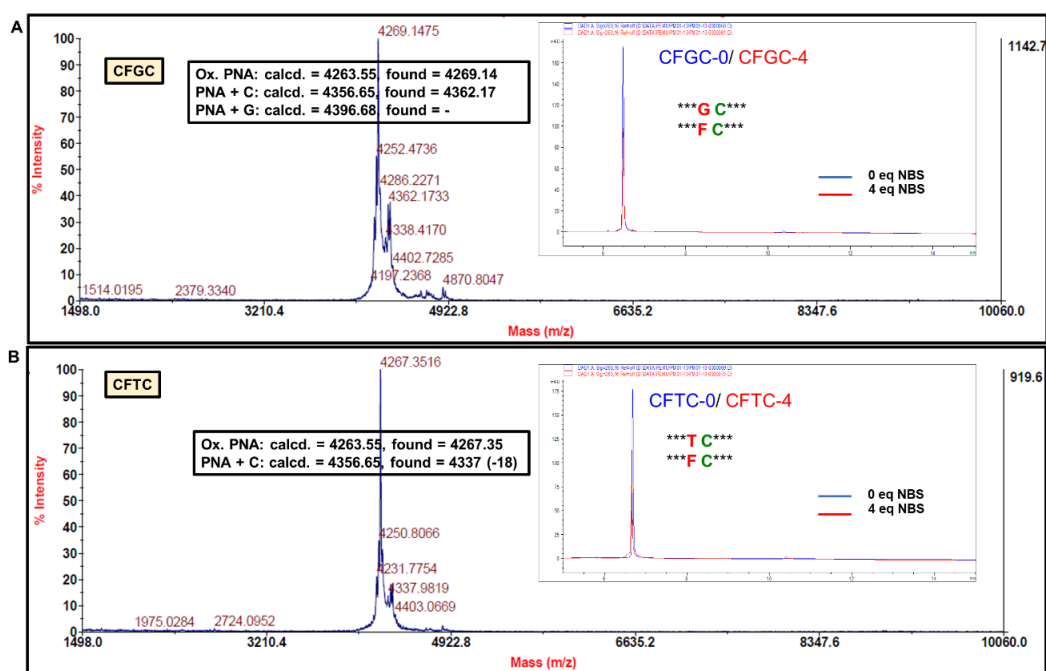 A
CFGC
Ox. PNA: calcd. = 4263.55, found = 4269.14
PNA + C: calcd. = 4356.65, found = 4362.17
PNA + G: calcd. = 4396.68, found = -
4269.1475
4252.4736
4286.2271
4362.1733
4338.4170
4402.7285
4197.2368
4870.8047
1514.0195
2379.3340
% Intensity
100
90
80
70
60
50
40
30
20
10
0
1498.0 3210.4 4922.8 6635.2 8347.6 10060.0
Mass (m/z)
1142.7
CFGC-0/ CFGC-4
***G C***
***F C***
0 eq NBS
4 eq NBS
B
CFTC
Ox. PNA: calcd. = 4263.55, found = 4267.35
PNA + C: calcd. = 4356.65, found = 4337 (-18)
4267.3516
4250.8066
4231.7754
4337.9819
4403.0669
1975.0284
2724.0952
% Intensity
100
90
80
70
60
50
40
30
20
10
0
1498.0 3210.4 4922.8 6635.2 8347.6 10060.0
Mass (m/z)
919.6
CFTC-0/ CFTC-4
***T C***
***F C***
0 eq NBS
4 eq NBS